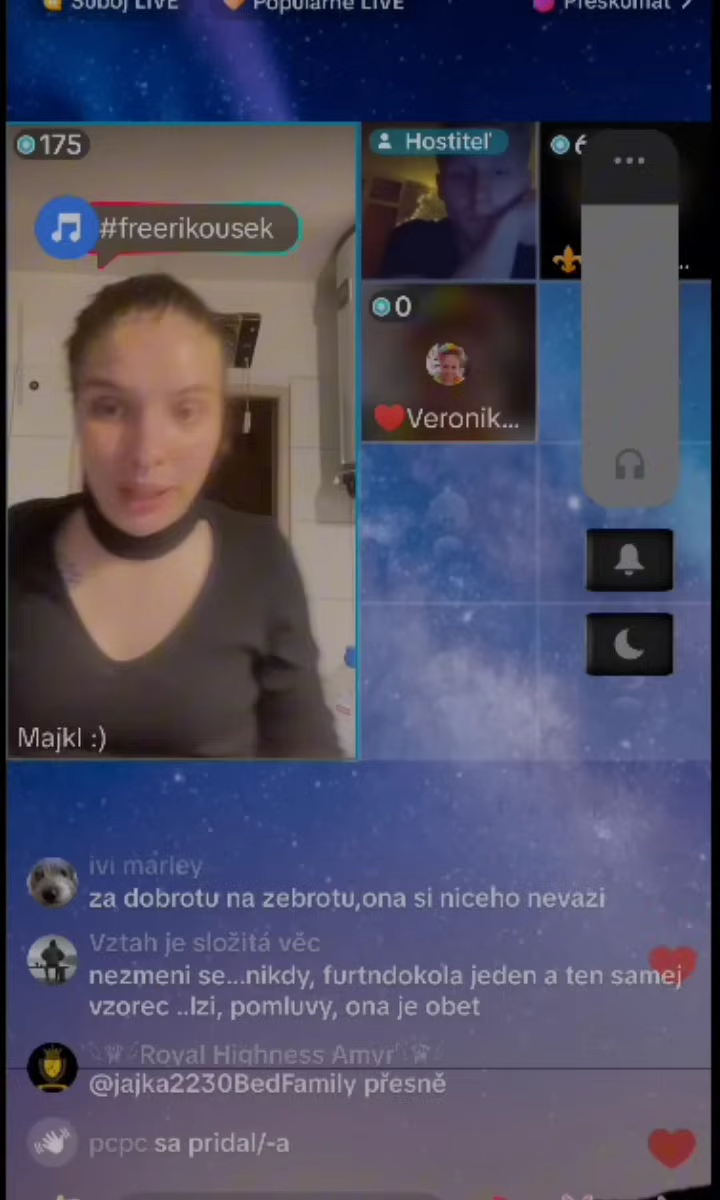 Súboj LIVE
Populárne LIVE
Preskúmať
175
Hostiteľ
#freerikousek
0
Veronik...
Majkl :)
ivi marley
za dobrotu na zebrotu,ona si niceho nevazi
Vztah je složitá věc
nezmeni se...nikdy, furtndokola jeden a ten samej
vzorec ..lzi, pomluvy, ona je obet
Royal Highness Amyr
@jajka2230BedFamily přesně
pcpc sa pridal/-a